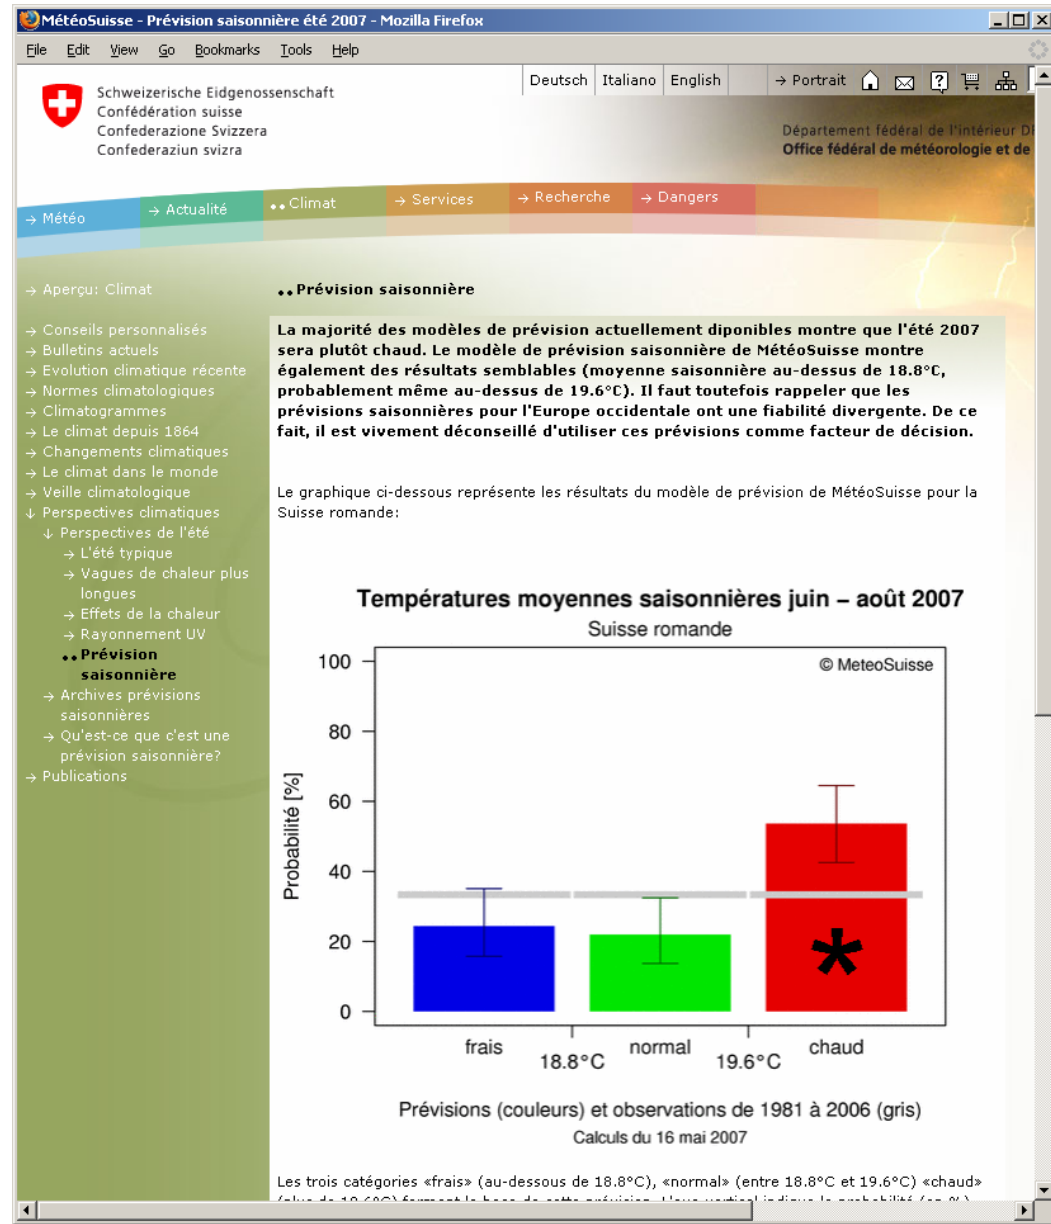 MétéoSuisse - Prévision saisonnière été 2007 - Mozilla Firefox
File Edit View Go Bookmarks Tools Help
Deutsch Italiano English → Portrait
Schweizerische Eidgenossenschaft
Confédération suisse
Confederazione Svizzera
Confederaziun svizra
Département fédéral de l'intérieur
Office fédéral de météorologie et de
→ Météo → Actualité Climat → Services → Recherche → Dangers
→ Aperçu: Climat
→ Conseils personnalisés
→ Bulletins actuels
→ Evolution climatique récente
→ Normes climatologiques
→ Climatogrammes
→ Le climat depuis 1864
→ Changements climatiques
→ Le climat dans le monde
→ Veille climatologique
↓ Perspectives climatiques
↓ Perspectives de l'été
→ L'été typique
→ Vagues de chaleur plus
longues
→ Effets de la chaleur
→ Rayonnement UV
Prévision
saisonnière
→ Archives prévisions
saisonnières
→ Qu'est-ce que c'est une
prévision saisonnière?
→ Publications
Prévision saisonnière
La majorité des modèles de prévision actuellement diponibles montre que l'été 2007
sera plutôt chaud. Le modèle de prévision saisonnière de MétéoSuisse montre
également des résultats semblables (moyenne saisonnière au-dessus de 18.8°C,
probablement même au-dessus de 19.6°C). Il faut toutefois rappeler que les
prévisions saisonnières pour l'Europe occidentale ont une fiabilité divergente. De ce
fait, il est vivement déconseillé d'utiliser ces prévisions comme facteur de décision.
Le graphique ci-dessous représente les résultats du modèle de prévision de MétéoSuisse pour la
Suisse romande:
Températures moyennes saisonnières juin – août 2007
Suisse romande
© MeteoSuisse
Probabilité [%]
100
80
60
40
20
0
*
frais normal chaud
18.8°C 19.6°C
Prévisions (couleurs) et observations de 1981 à 2006 (gris)
Calculs du 16 mai 2007
Les trois catégories «frais» (au-dessous de 18.8°C), «normal» (entre 18.8°C et 19.6°C) «chaud»